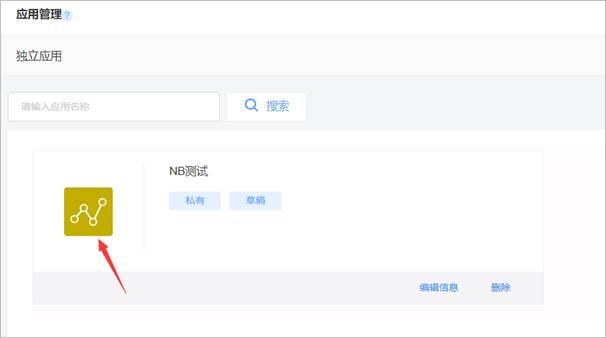 应用管理?
独立应用
请输入应用名称
搜索
NB测试
私有 草稿
编辑信息 删除